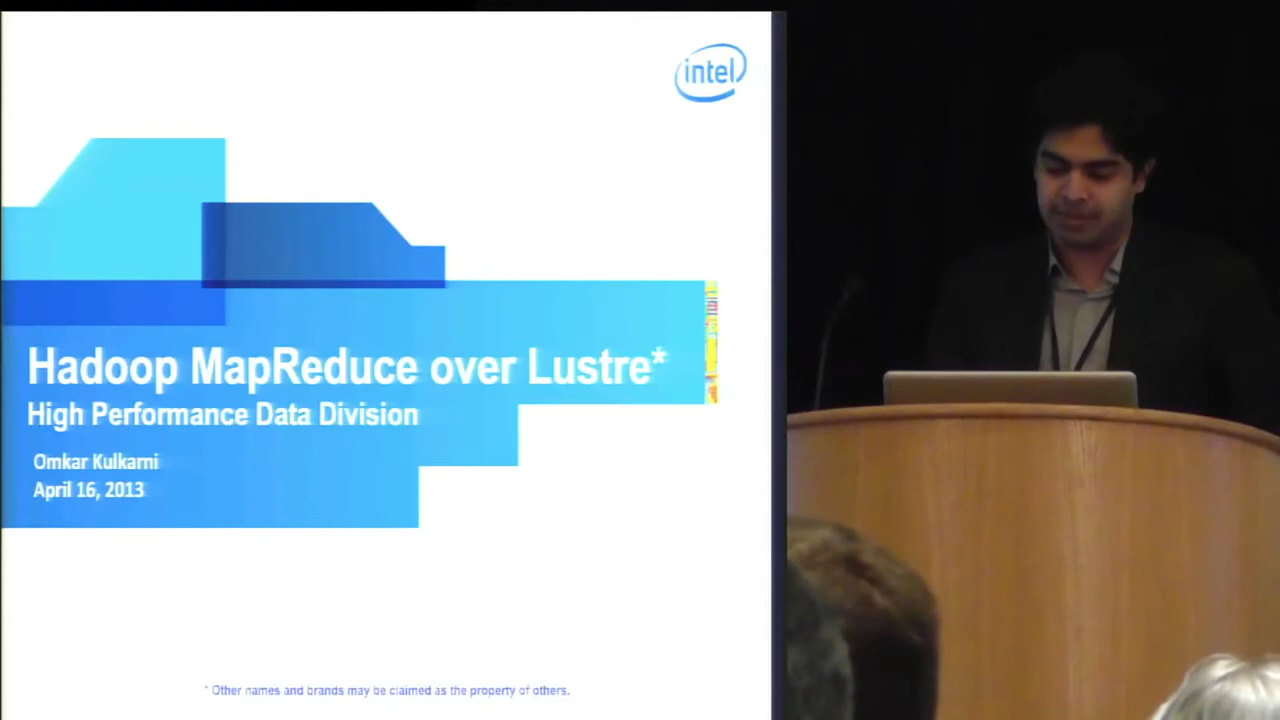 intel
Hadoop MapReduce over Lustre*
High Performance Data Division
Omkar Kulkarni
April 16, 2013
* Other names and brands may be claimed as the property of others.